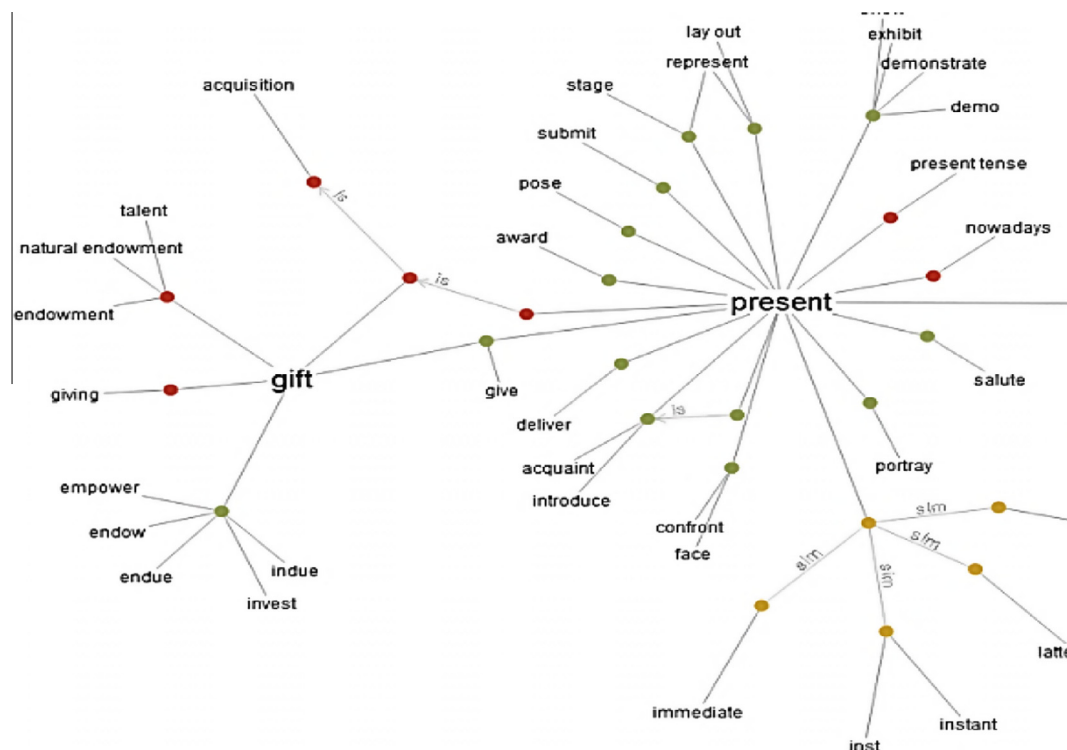 lay out
exhibit
represent
demonstrate
acquisition
stage
demo
submit
present tense
pose
is
talent
nowadays
natural endowment
award
is
present
endowment
gift
salute
giving
give
deliver
is
acquaint
portray
introduce
empower
confront
sim
endow
face
sim
endue
indue
sim
sim
invest
immediate
instant